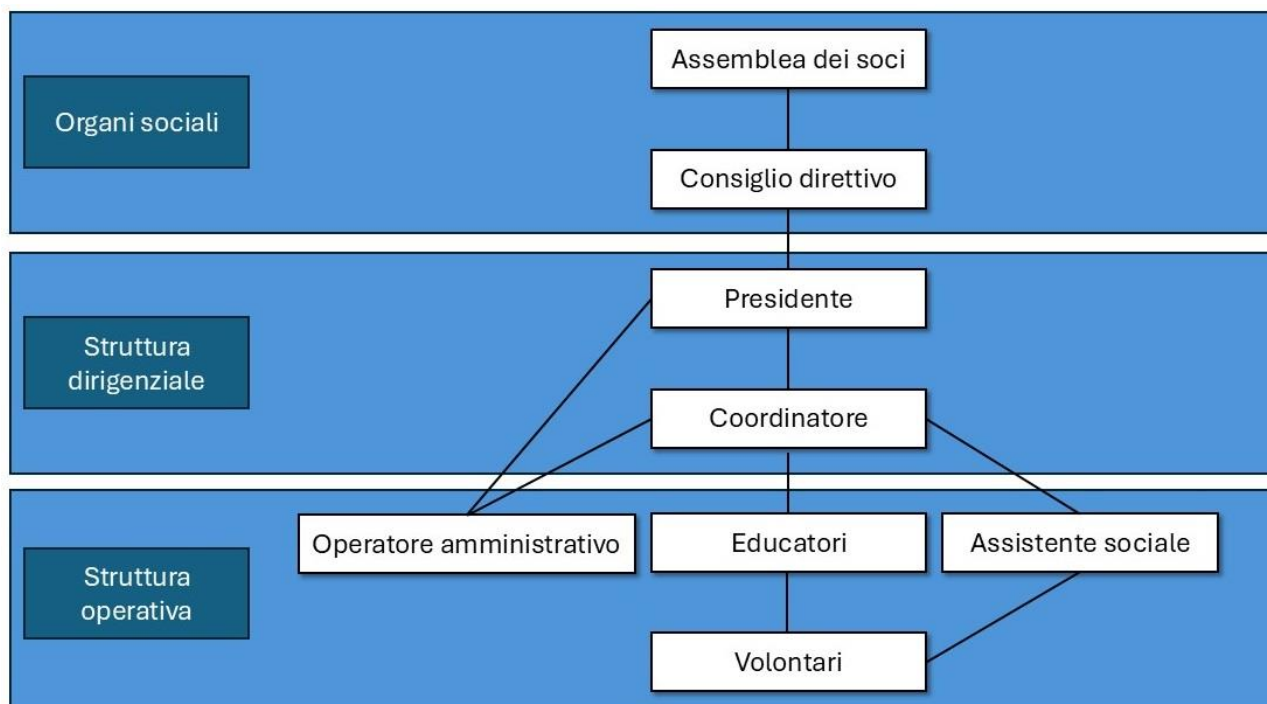 Assemblea dei soci
Organi sociali
Consiglio direttivo
Presidente
Struttura
dirigenziale
Coordinatore
Operatore amministrativo
Educatori
Assistente sociale
Struttura
operativa
Volontari